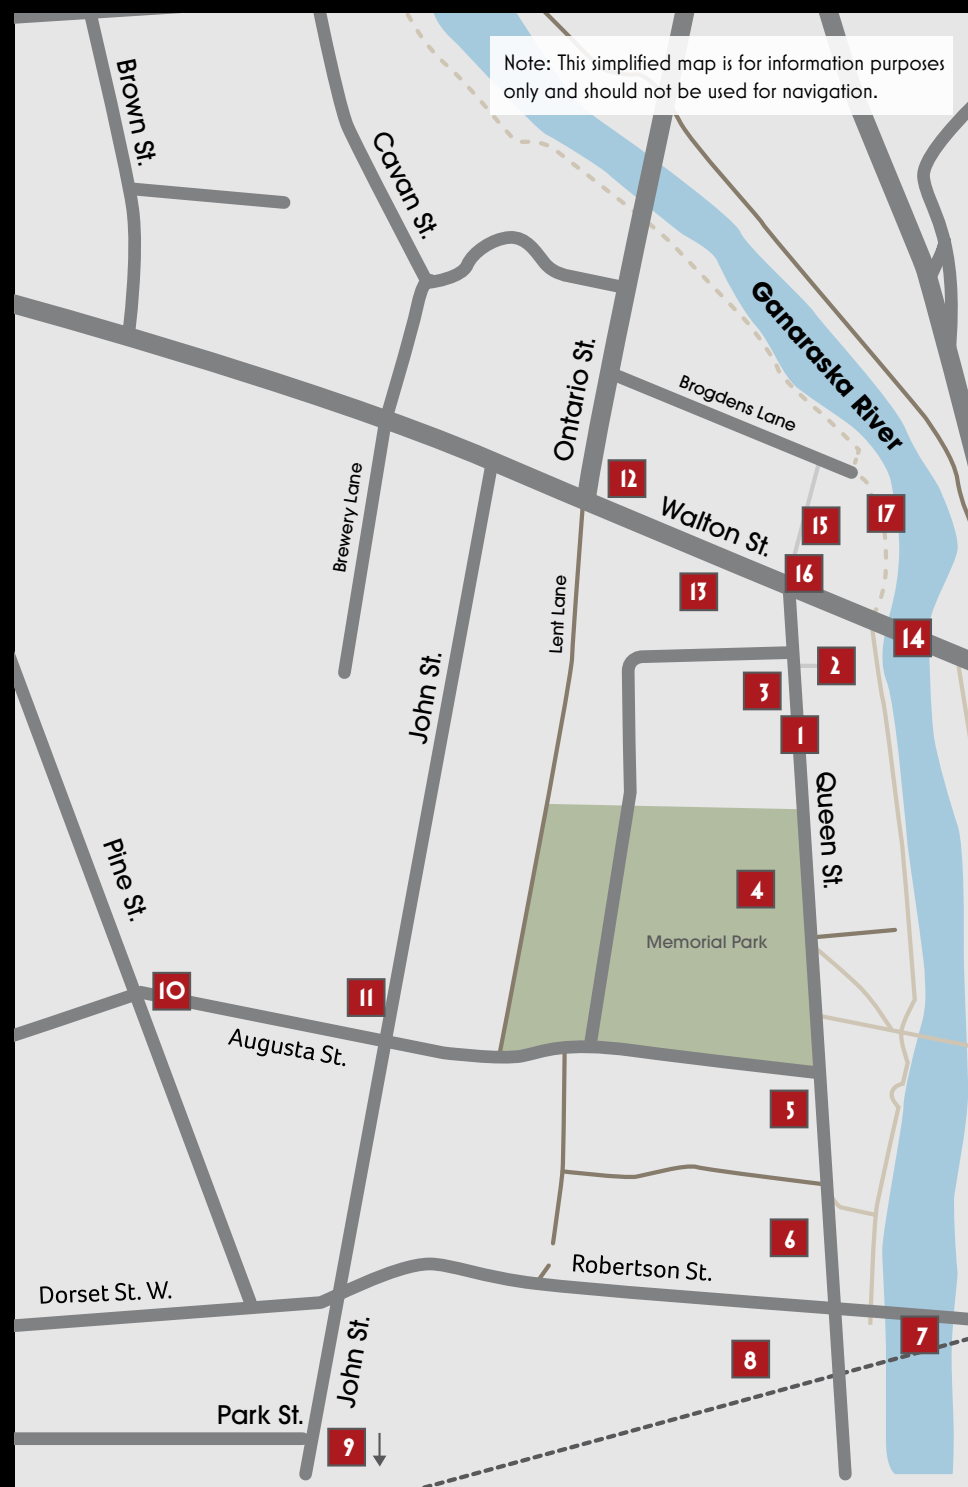 Note: This simplified map is for information purposes
only and should not be used for navigation.
Brown St.
Cavan St.
Ganaraska River
Ontario St.
Brogdens Lane
Brewery Lane
12
Walton St.
15
17
16
13
Lent Lane
14
John St.
2
3
1
Queen St.
Pine St.
4
Memorial Park
10
11
Augusta St.
5
6
Robertson St.
Dorset St. W.
7
8
John St.
Park St.
9